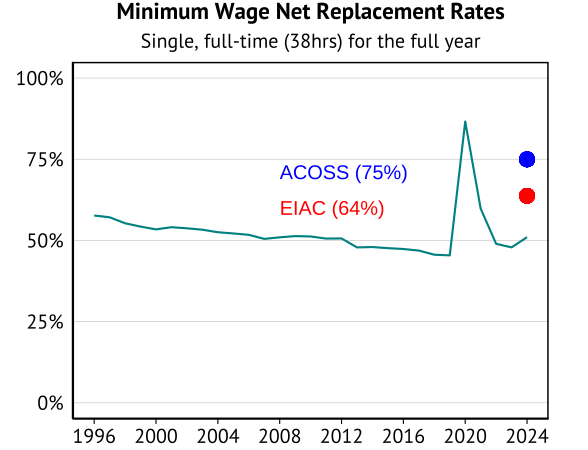 Minimum Wage Net Replacement Rates
Single, full-time (38hrs) for the full year
100%
75%
ACOSS (75%)
EIAC (64%)
50%
25%
0%
1996 2000 2004 2008 2012 2016 2020 2024